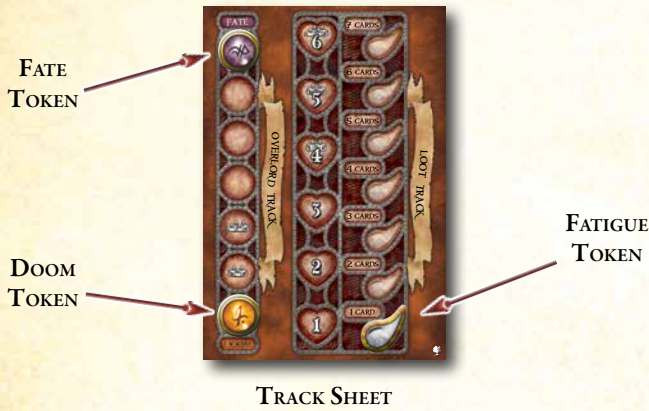 FATE
TOKEN
DOOM
TOKEN
FATE
OVERLORD TRACK
6
5
4
3
2
1
7 CARDS
6 CARDS
5 CARDS
4 CARDS
3 CARDS
2 CARDS
1 CARD
LOOT TRACK
FATIGUE
TOKEN
TRACK SHEET